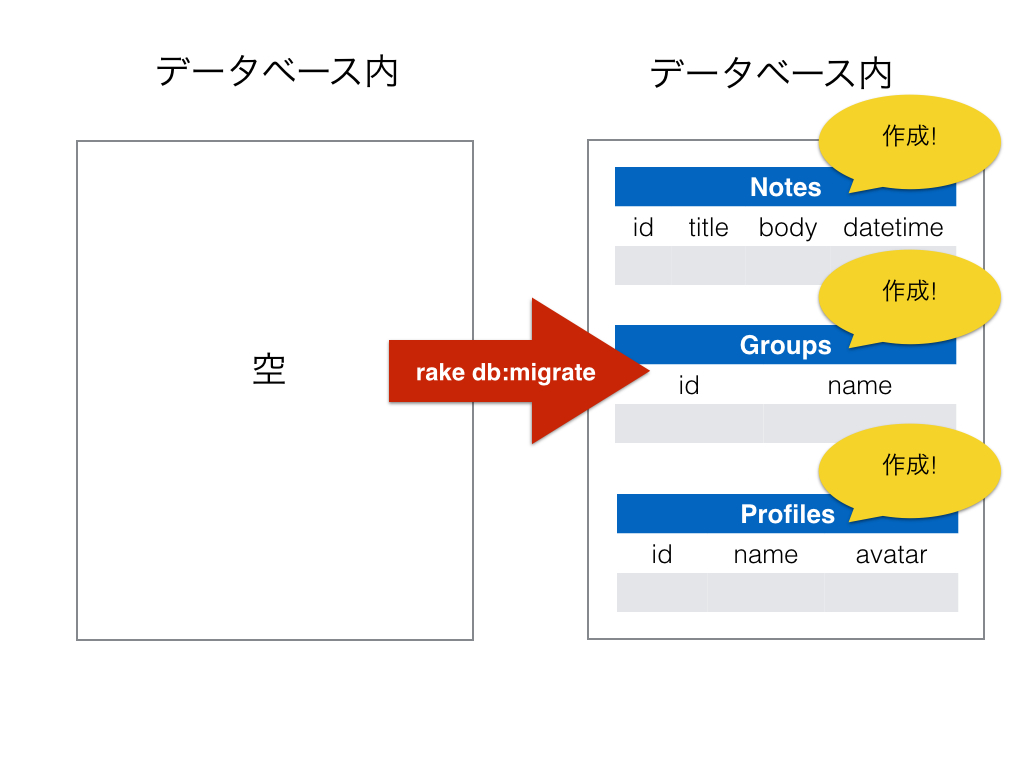 データベース内
空
rake db:migrate
データベース内
作成!
Notes
id title body datetime
作成!
Groups
id name
作成!
Profiles
id name avatar